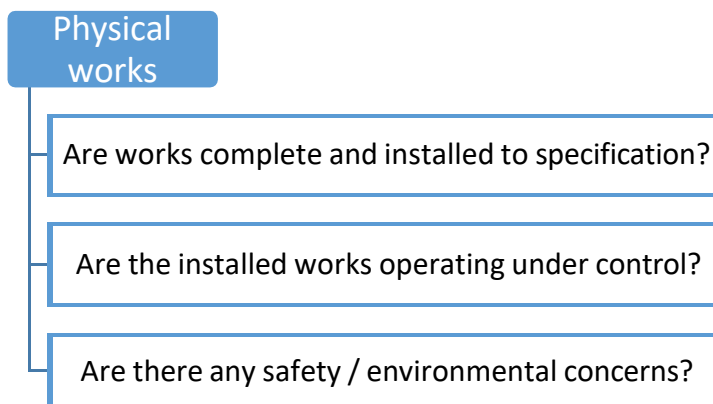 Physical
works
Are works complete and installed to specification?
Are the installed works operating under control?
Are there any safety / environmental concerns?